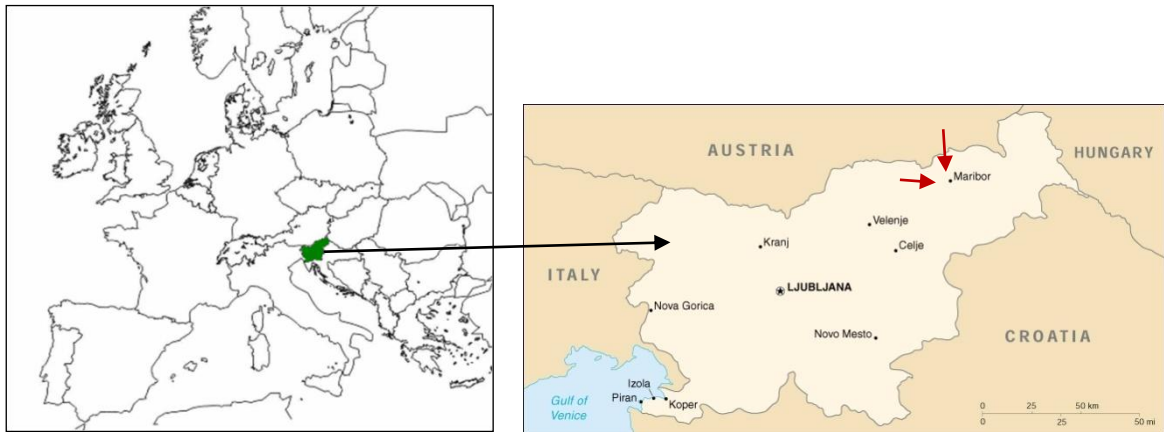 AUSTRIA
HUNGARY
Maribor
Velenje
Kranj
Celje
ITALY
LJUBLJANA
Nova Gorica
Novo Mesto
CROATIA
Izola
Piran
Koper
Gulf of
Venice
0 25 50 km
0 25 50 mi